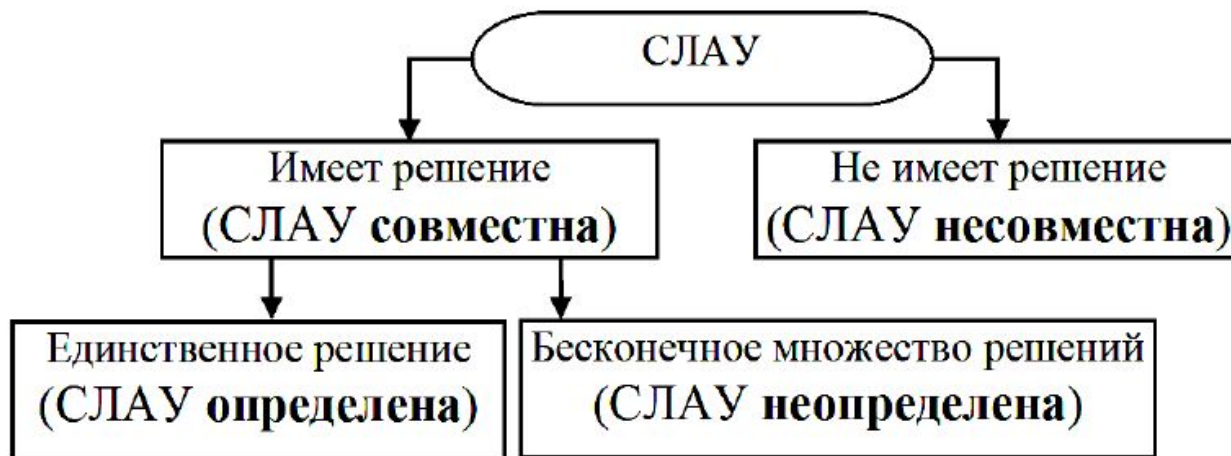 СЛАУ
Имеет решение
(СЛАУ совместна)
Не имеет решение
(СЛАУ несовместна)
Единственное решение
(СЛАУ определена)
Бесконечное множество решений
(СЛАУ неопределена)